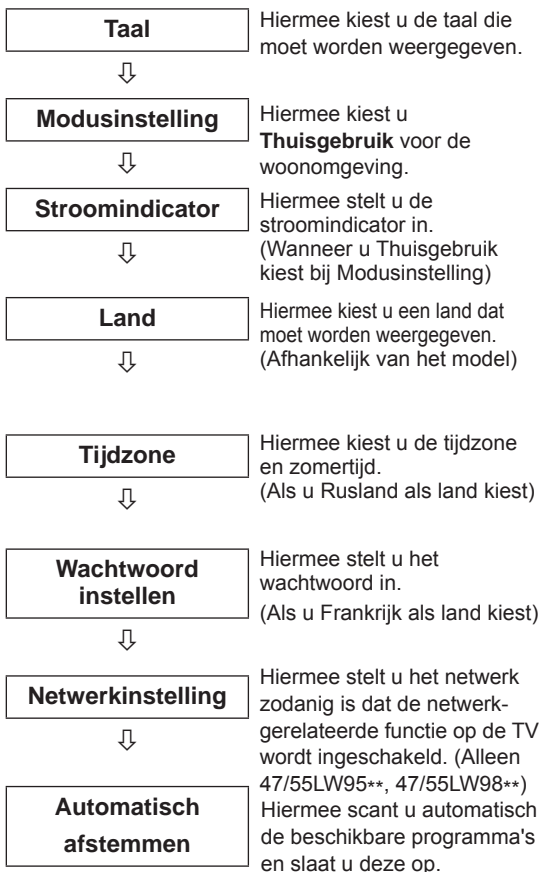 Taal
Hiermee kiest u de taal die
moet worden weergegeven.
⇩
Modusinstelling
Hiermee kiest u
Thuisgebruik voor de
woonomgeving.
⇩
Stroomindicator
Hiermee stelt u de
stroomindicator in.
(Wanneer u Thuisgebruik
kiest bij Modusinstelling)
⇩
Land
Hiermee kiest u een land dat
moet worden weergegeven.
(Afhankelijk van het model)
⇩
Tijdzone
Hiermee kiest u de tijdzone
en zomertijd.
(Als u Rusland als land kiest)
⇩
Wachtwoord
instellen
Hiermee stelt u het
wachtwoord in.
(Als u Frankrijk als land kiest)
⇩
Netwerkinstelling
Hiermee stelt u het netwerk
zodanig is dat de netwerk-
gerelateerde functie op de TV
wordt ingeschakeld. (Alleen
47/55LW95**, 47/55LW98**)
⇩
Automatisch
afstemmen
Hiermee scant u automatisch
de beschikbare programma's
en slaat u deze op.